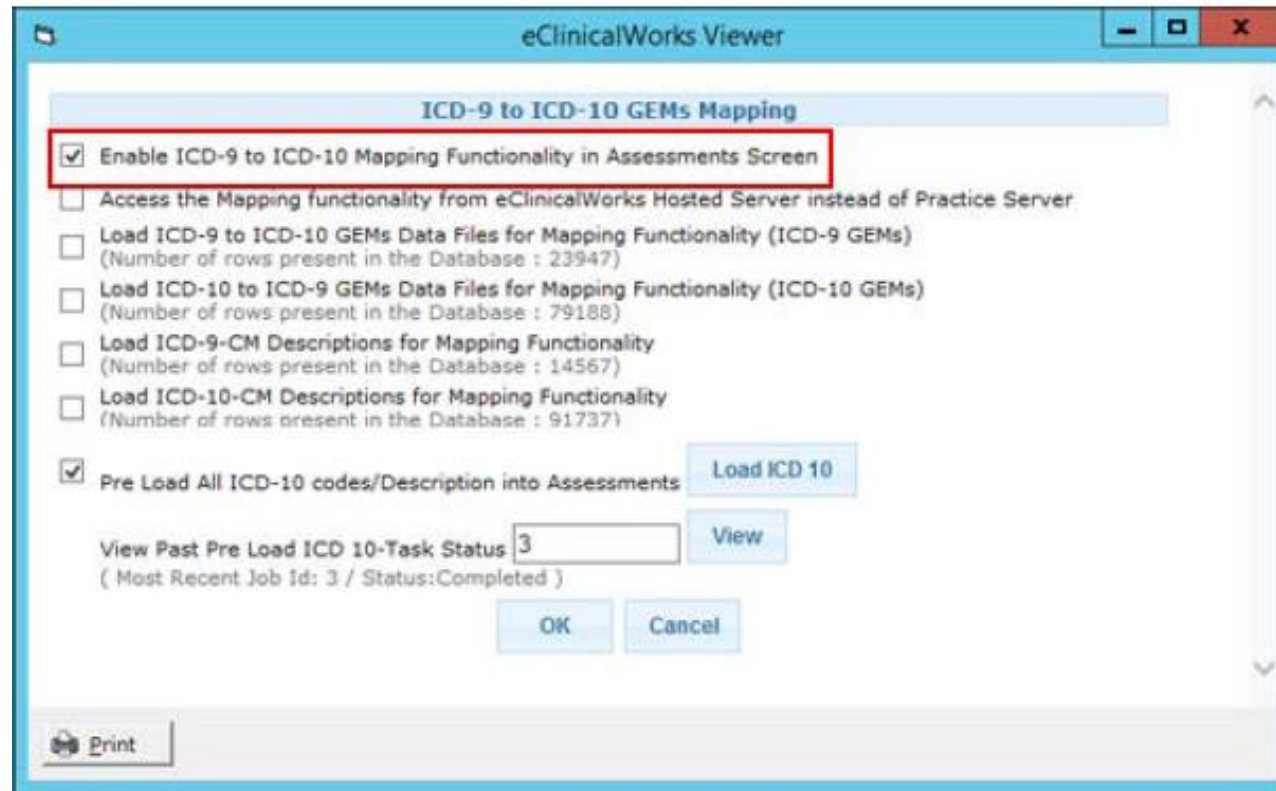 eClinicalWorks Viewer
ICD-9 to ICD-10 GEMs Mapping
Enable ICD-9 to ICD-10 Mapping Functionality in Assessments Screen
Access the Mapping functionality from eClinicalWorks Hosted Server instead of Practice Server
Load ICD-9 to ICD-10 GEMs Data Files for Mapping Functionality (ICD-9 GEMs)
(Number of rows present in the Database : 23947)
Load ICD-10 to ICD-9 GEMs Data Files for Mapping Functionality (ICD-10 GEMs)
(Number of rows present in the Database : 79188)
Load ICD-9-CM Descriptions for Mapping Functionality
(Number of rows present in the Database : 14567)
Load ICD-10-CM Descriptions for Mapping Functionality
(Number of rows present in the Database : 91737)
Pre Load All ICD-10 codes/Description into Assessments Load ICD 10
View Past Pre Load ICD 10-Task Status 3 View
( Most Recent Job Id: 3 / Status:Completed )
OK Cancel
Print